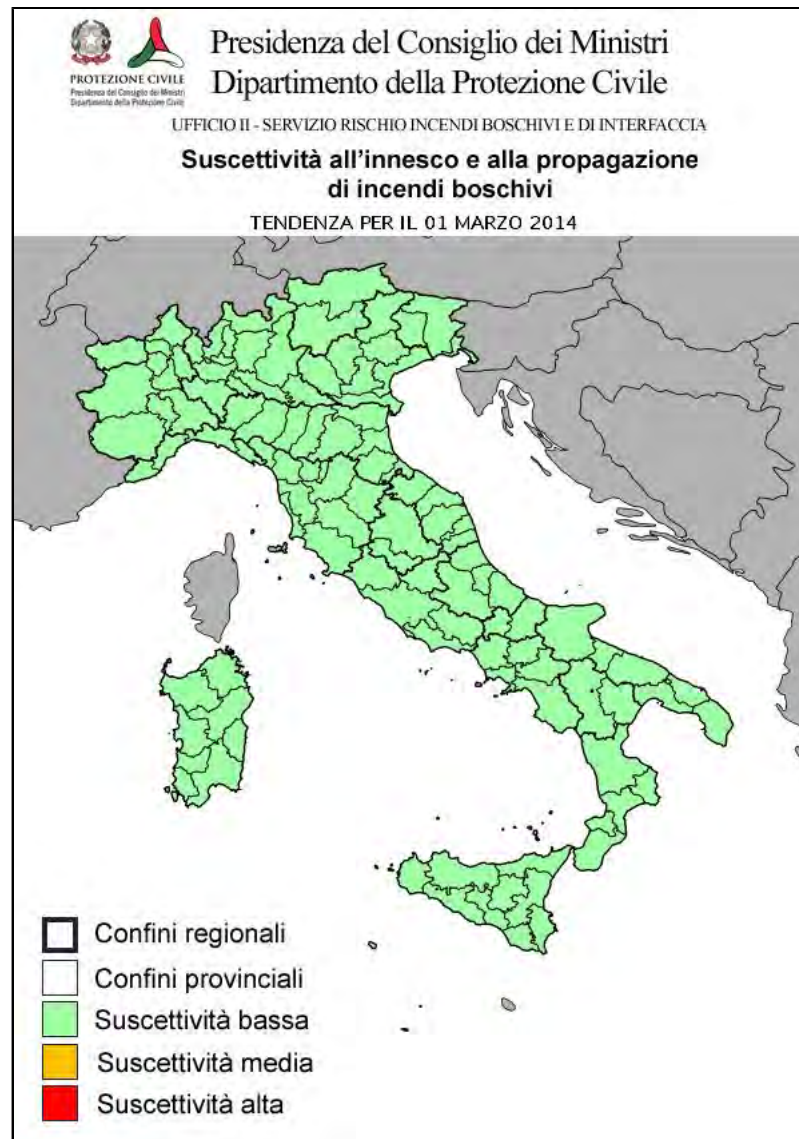 Presidenza del Consiglio dei Ministri
Dipartimento della Protezione Civile
PROTEZIONE CIVILE
Presidenza del Consiglio dei Ministri
Dipartimento della Protezione Civile
UFFICIO II - SERVIZIO RISCHIO INCENDI BOSCHIVI E DI INTERFACCIA
Suscettività all'innesco e alla propagazione
di incendi boschivi
TENDENZA PER IL 01 MARZO 2014
Confini regionali
Confini provinciali
Suscettività bassa
Suscettività media
Suscettività alta